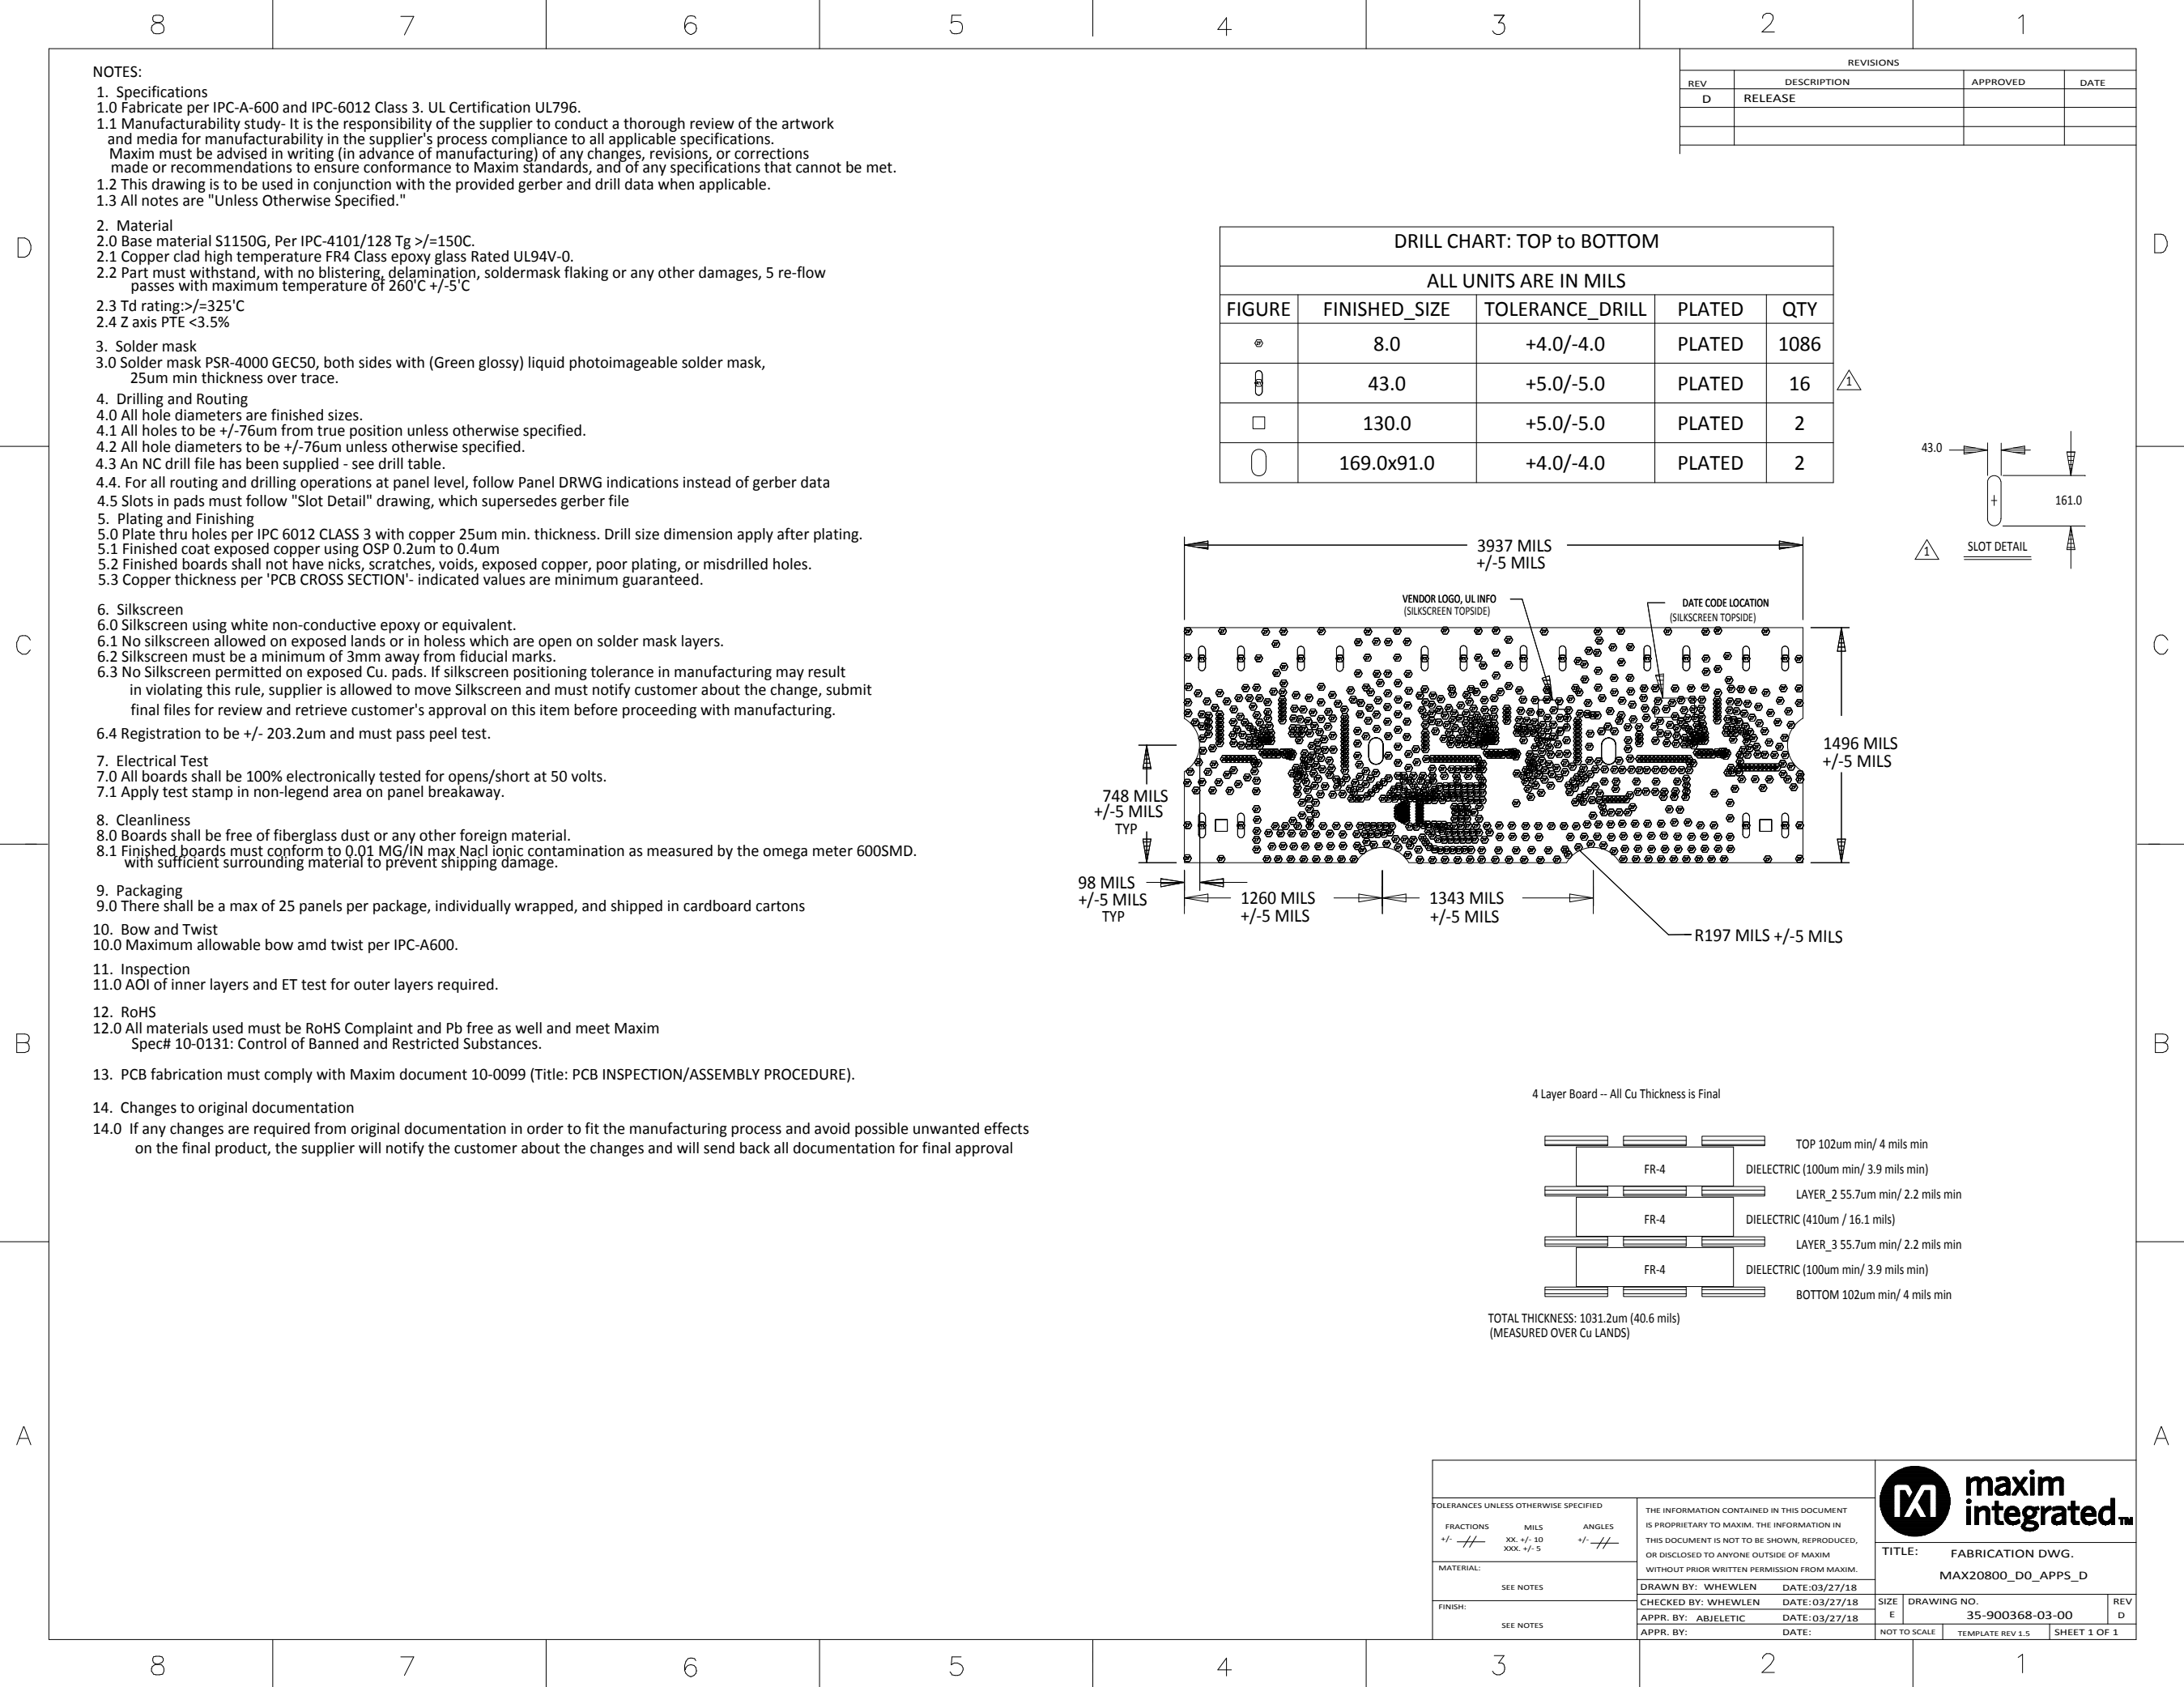 8 7 6 5 4 3 2 1
NOTES:
1. Specifications
1.0 Fabricate per IPC-A-600 and IPC-6012 Class 3. UL Certification UL796.
1.1 Manufacturability study- It is the responsibility of the supplier to conduct a thorough review of the artwork
and media for manufacturability in the supplier's process compliance to all applicable specifications.
Maxim must be advised in writing (in advance of manufacturing) of any changes, revisions, or corrections
made or recommendations to ensure conformance to Maxim standards, and of any specifications that cannot be met.
1.2 This drawing is to be used in conjunction with the provided gerber and drill data when applicable.
1.3 All notes are "Unless Otherwise Specified."
2. Material
2.0 Base material S1150G, Per IPC-4101/128 Tg >/=150C.
2.1 Copper clad high temperature FR4 Class epoxy glass Rated UL94V-0.
2.2 Part must withstand, with no blistering, delamination, soldermask flaking or any other damages, 5 re-flow
passes with maximum temperature of 260'C +/-5'C
2.3 Td rating:>/=325'C
2.4 Z axis PTE <3.5%
3. Solder mask
3.0 Solder mask PSR-4000 GEC50, both sides with (Green glossy) liquid photoimageable solder mask,
25um min thickness over trace.
4. Drilling and Routing
4.0 All hole diameters are finished sizes.
4.1 All holes to be +/-76um from true position unless otherwise specified.
4.2 All hole diameters to be +/-76um unless otherwise specified.
4.3 An NC drill file has been supplied - see drill table.
4.4. For all routing and drilling operations at panel level, follow Panel DRWG indications instead of gerber data
4.5 Slots in pads must follow "Slot Detail" drawing, which supersedes gerber file
5. Plating and Finishing
5.0 Plate thru holes per IPC 6012 CLASS 3 with copper 25um min. thickness. Drill size dimension apply after plating.
5.1 Finished coat exposed copper using OSP 0.2um to 0.4um
5.2 Finished boards shall not have nicks, scratches, voids, exposed copper, poor plating, or misdrilled holes.
5.3 Copper thickness per 'PCB CROSS SECTION'- indicated values are minimum guaranteed.
6. Silkscreen
6.0 Silkscreen using white non-conductive epoxy or equivalent.
6.1 No silkscreen allowed on exposed lands or in holess which are open on solder mask layers.
6.2 Silkscreen must be a minimum of 3mm away from fiducial marks.
6.3 No Silkscreen permitted on exposed Cu. pads. If silkscreen positioning tolerance in manufacturing may result
in violating this rule, supplier is allowed to move Silkscreen and must notify customer about the change, submit
final files for review and retrieve customer's approval on this item before proceeding with manufacturing.
6.4 Registration to be +/- 203.2um and must pass peel test.
7. Electrical Test
7.0 All boards shall be 100% electronically tested for opens/short at 50 volts.
7.1 Apply test stamp in non-legend area on panel breakaway.
8. Cleanliness
8.0 Boards shall be free of fiberglass dust or any other foreign material.
8.1 Finished boards must conform to 0.01 MG/IN max Nacl ionic contamination as measured by the omega meter 600SMD.
with sufficient surrounding material to prevent shipping damage.
9. Packaging
9.0 There shall be a max of 25 panels per package, individually wrapped, and shipped in cardboard cartons
10. Bow and Twist
10.0 Maximum allowable bow amd twist per IPC-A600.
11. Inspection
11.0 AOI of inner layers and ET test for outer layers required.
12. RoHS
12.0 All materials used must be RoHS Complaint and Pb free as well and meet Maxim
Spec# 10-0131: Control of Banned and Restricted Substances.
13. PCB fabrication must comply with Maxim document 10-0099 (Title: PCB INSPECTION/ASSEMBLY PROCEDURE).
14. Changes to original documentation
14.0 If any changes are required from original documentation in order to fit the manufacturing process and avoid possible unwanted effects
on the final product, the supplier will notify the customer about the changes and will send back all documentation for final approval
REVISIONS
REV DESCRIPTION APPROVED DATE
D RELEASE
DRILL CHART: TOP to BOTTOM
ALL UNITS ARE IN MILS
FIGURE FINISHED_SIZE TOLERANCE_DRILL PLATED QTY
8.0 +4.0/-4.0 PLATED 1086
43.0 +5.0/-5.0 PLATED 16 1
130.0 +5.0/-5.0 PLATED 2
169.0x91.0 +4.0/-4.0 PLATED 2
43.0
161.0
1 SLOT DETAIL
3937 MILS
+/-5 MILS
VENDOR LOGO, UL INFO
(SILKSCREEN TOPSIDE)
DATE CODE LOCATION
(SILKSCREEN TOPSIDE)
1496 MILS
+/-5 MILS
748 MILS
+/-5 MILS
TYP
98 MILS
+/-5 MILS
TYP
1260 MILS
+/-5 MILS
1343 MILS
+/-5 MILS
R197 MILS +/-5 MILS
4 Layer Board -- All Cu Thickness is Final
TOP 102um min/ 4 mils min
FR-4 DIELECTRIC (100um min/ 3.9 mils min)
LAYER_2 55.7um min/ 2.2 mils min
FR-4 DIELECTRIC (410um / 16.1 mils)
LAYER_3 55.7um min/ 2.2 mils min
FR-4 DIELECTRIC (100um min/ 3.9 mils min)
BOTTOM 102um min/ 4 mils min
TOTAL THICKNESS: 1031.2um (40.6 mils)
(MEASURED OVER Cu LANDS)
D D
C C
B B
A A
TOLERANCES UNLESS OTHERWISE SPECIFIED
FRACTIONS MILS ANGLES
+/- XX. +/- 10 +/-
XXX. +/- 5
MATERIAL:
SEE NOTES
FINISH:
SEE NOTES
THE INFORMATION CONTAINED IN THIS DOCUMENT
IS PROPRIETARY TO MAXIM. THE INFORMATION IN
THIS DOCUMENT IS NOT TO BE SHOWN, REPRODUCED,
OR DISCLOSED TO ANYONE OUTSIDE OF MAXIM
WITHOUT PRIOR WRITTEN PERMISSION FROM MAXIM.
DRAWN BY: WHEWLEN DATE:03/27/18
CHECKED BY: WHEWLEN DATE:03/27/18
APPR. BY: ABJELETIC DATE:03/27/18
APPR. BY: DATE:
maxim
integrated™
TITLE: FABRICATION DWG.
MAX20800_D0_APPS_D
SIZE DRAWING NO. REV
E 35-900368-03-00 D
NOT TO SCALE TEMPLATE REV 1.5 SHEET 1 OF 1
8 7 6 5 4 3 2 1